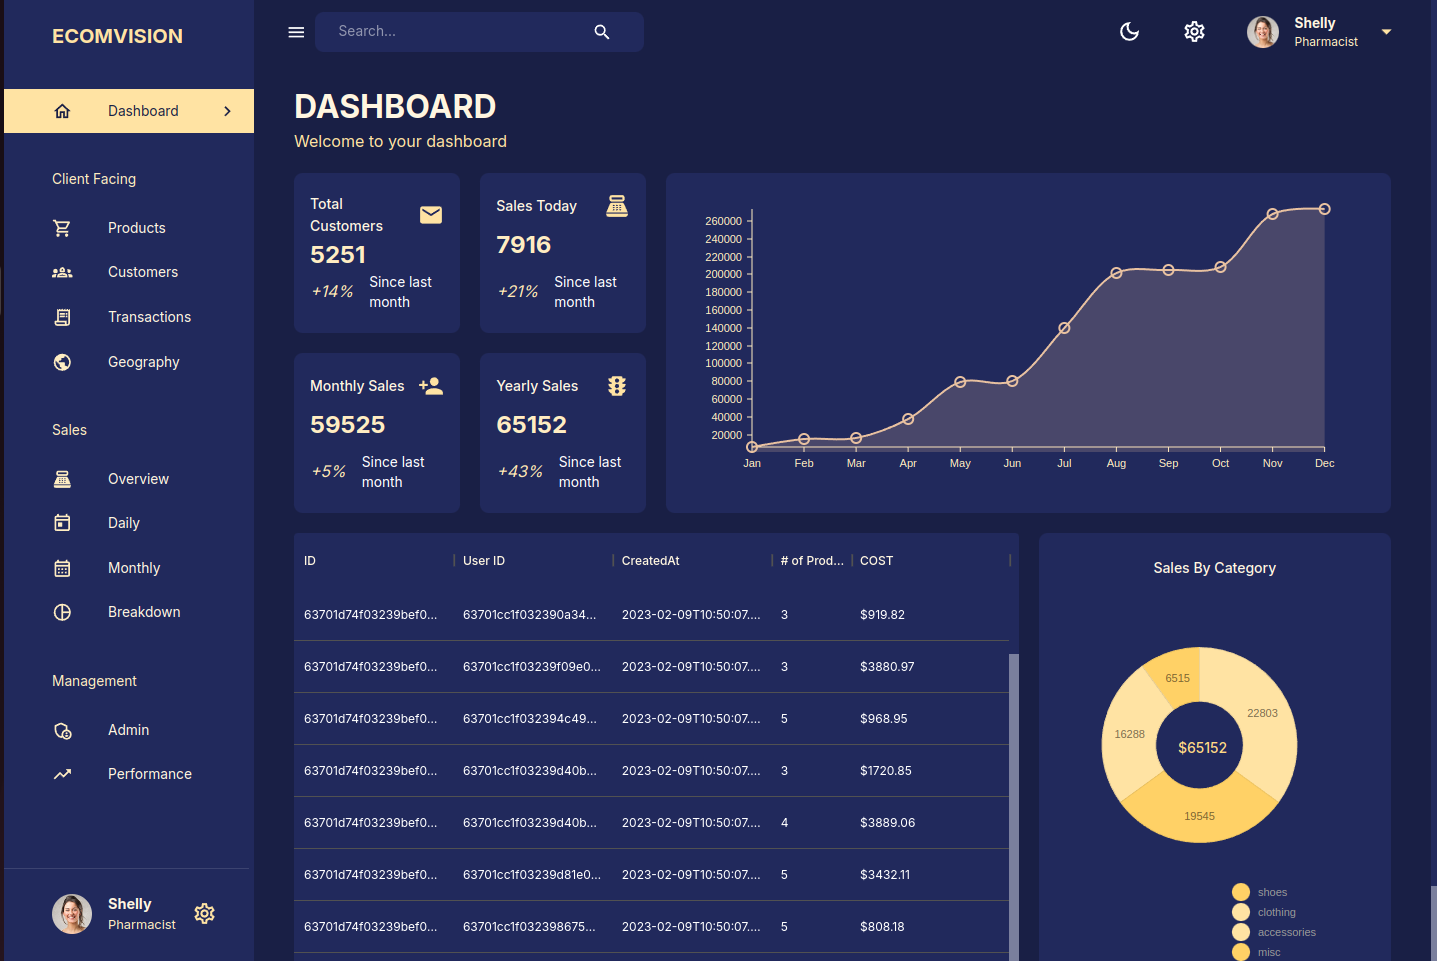 ECOMVISION
Search...
Shelly
Pharmacist
Dashboard
Client Facing
Products
Customers
Transactions
Geography
Sales
Overview
Daily
Monthly
Breakdown
Management
Admin
Performance
Shelly
Pharmacist
DASHBOARD
Welcome to your dashboard
Total
Customers
5251
+14%
Since last
month
Sales Today
7916
+21%
Since last
month
Monthly Sales
59525
+5%
Since last
month
Yearly Sales
65152
+43%
Since last
month
260000
240000
220000
200000
180000
160000
140000
120000
100000
80000
60000
40000
20000
Jan Feb Mar Apr May Jun Jul Aug Sep Oct Nov Dec
ID User ID CreatedAt # of Prod... COST
63701d74f03239bef0... 63701cc1f032390a34... 2023-02-09T10:50:07.... 3 $919.82
63701d74f03239bef0... 63701cc1f03239f09e0... 2023-02-09T10:50:07.... 3 $3880.97
63701d74f03239bef0... 63701cc1f032394c49... 2023-02-09T10:50:07.... 5 $968.95
63701d74f03239bef0... 63701cc1f03239d40b... 2023-02-09T10:50:07.... 3 $1720.85
63701d74f03239bef0... 63701cc1f03239d40b... 2023-02-09T10:50:07.... 4 $3889.06
63701d74f03239bef0... 63701cc1f03239d81e0... 2023-02-09T10:50:07.... 5 $3432.11
63701d74f03239bef0... 63701cc1f032398675... 2023-02-09T10:50:07.... 5 $808.18
Sales By Category
6515
22803
16288
$65152
19545
shoes
clothing
accessories
misc